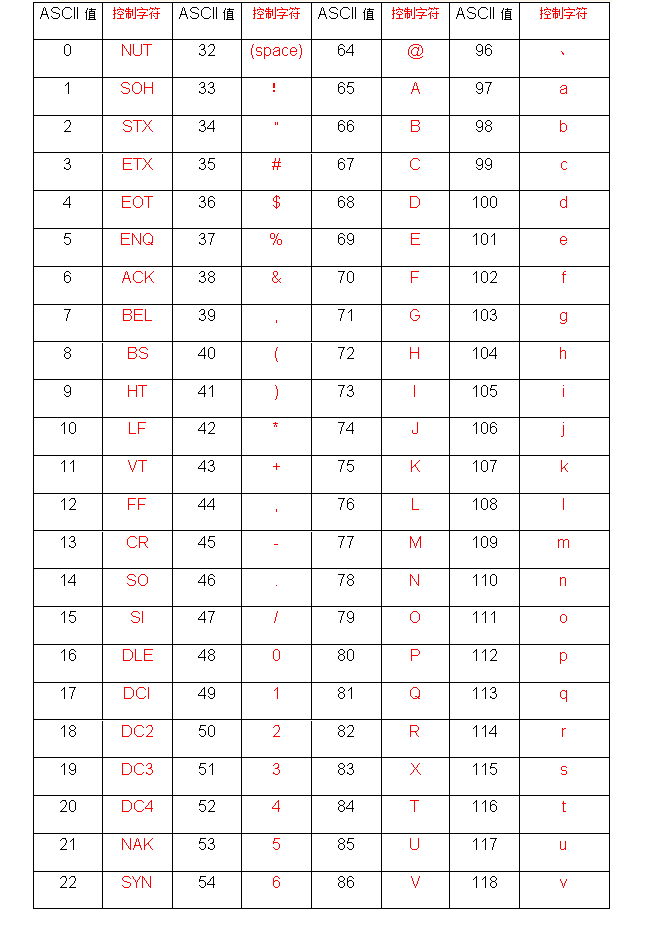 ASCII 值 控制字符 ASCII 值 控制字符 ASCII 值 控制字符 ASCII 值 控制字符
0 NUT 32 (space) 64 @ 96 、
1 SOH 33 ! 65 A 97 a
2 STX 34 " 66 B 98 b
3 ETX 35 # 67 C 99 c
4 EOT 36 $ 68 D 100 d
5 ENQ 37 % 69 E 101 e
6 ACK 38 & 70 F 102 f
7 BEL 39 , 71 G 103 g
8 BS 40 ( 72 H 104 h
9 HT 41 ) 73 I 105 i
10 LF 42 * 74 J 106 j
11 VT 43 + 75 K 107 k
12 FF 44 , 76 L 108 l
13 CR 45 - 77 M 109 m
14 SO 46 . 78 N 110 n
15 SI 47 / 79 O 111 o
16 DLE 48 0 80 P 112 p
17 DCI 49 1 81 Q 113 q
18 DC2 50 2 82 R 114 r
19 DC3 51 3 83 X 115 s
20 DC4 52 4 84 T 116 t
21 NAK 53 5 85 U 117 u
22 SYN 54 6 86 V 118 v